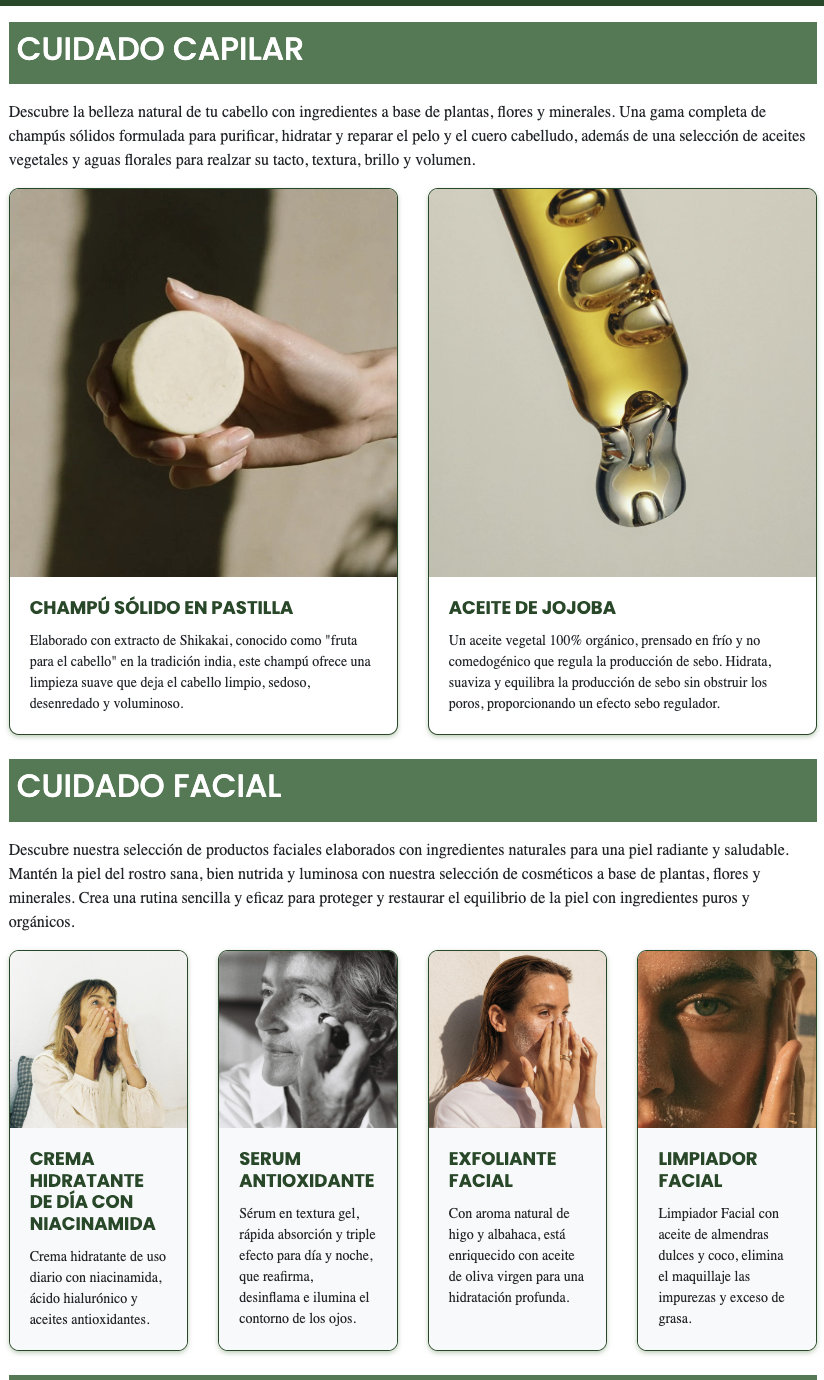 CUIDADO CAPILAR
Descubre la belleza natural de tu cabello con ingredientes a base de plantas, flores y minerales. Una gama completa de
champús sólidos formulada para purificar, hidratar y reparar el pelo y el cuero cabelludo, además de una selección de aceites
vegetales y aguas florales para realzar su tacto, textura, brillo y volumen.
CHAMPÚ SÓLIDO EN PASTILLA
Elaborado con extracto de Shikakai, conocido como "fruta
para el cabello" en la tradición india, este champú ofrece una
limpieza suave que deja el cabello limpio, sedoso,
desenredado y voluminoso.
ACEITE DE JOJOBA
Un aceite vegetal 100% orgánico, prensado en frío y no
comedogénico que regula la producción de sebo. Hidrata,
suaviza y equilibra la producción de sebo sin obstruir los
poros, proporcionando un efecto sebo regulador.
CUIDADO FACIAL
Descubre nuestra selección de productos faciales elaborados con ingredientes naturales para una piel radiante y saludable.
Mantén la piel del rostro sana, bien nutrida y luminosa con nuestra selección de cosméticos a base de plantas, flores y
minerales. Crea una rutina sencilla y eficaz para proteger y restaurar el equilibrio de la piel con ingredientes puros y
orgánicos.
CREMA
HIDRATANTE
DE DÍA CON
NIACINAMIDA
Crema hidratante de uso
diario con niacinamida,
ácido hialurónico y
aceites antioxidantes.
SERUM
ANTIOXIDANTE
Sérum en textura gel,
rápida absorción y triple
efecto para día y noche,
que reafirma,
desinflama e ilumina el
contorno de los ojos.
EXFOLIANTE
FACIAL
Con aroma natural de
higo y albahaca, está
enriquecido con aceite
de oliva virgen para una
hidratación profunda.
LIMPIADOR
FACIAL
Limpiador Facial con
aceite de almendras
dulces y coco, elimina
el maquillaje las
impurezas y exceso de
grasa.